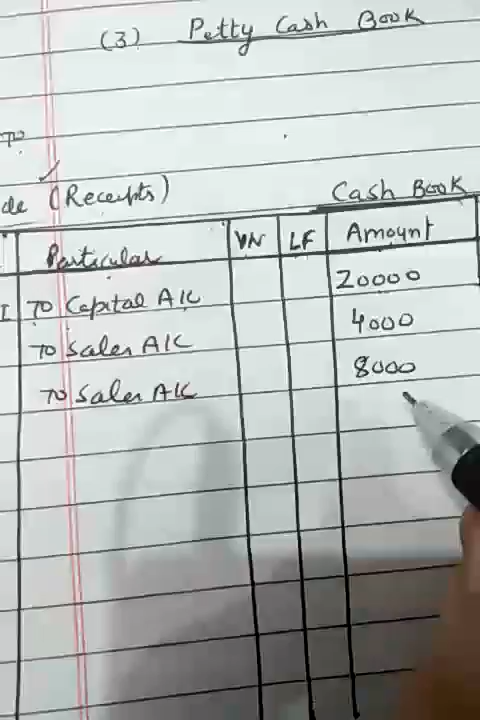 (3) Petty Cash Book
de (Receipts) Cash Book
Particular VN LF Amount
To Capital A/c 20000
To Sales A/c 4000
To Sales A/c 8000